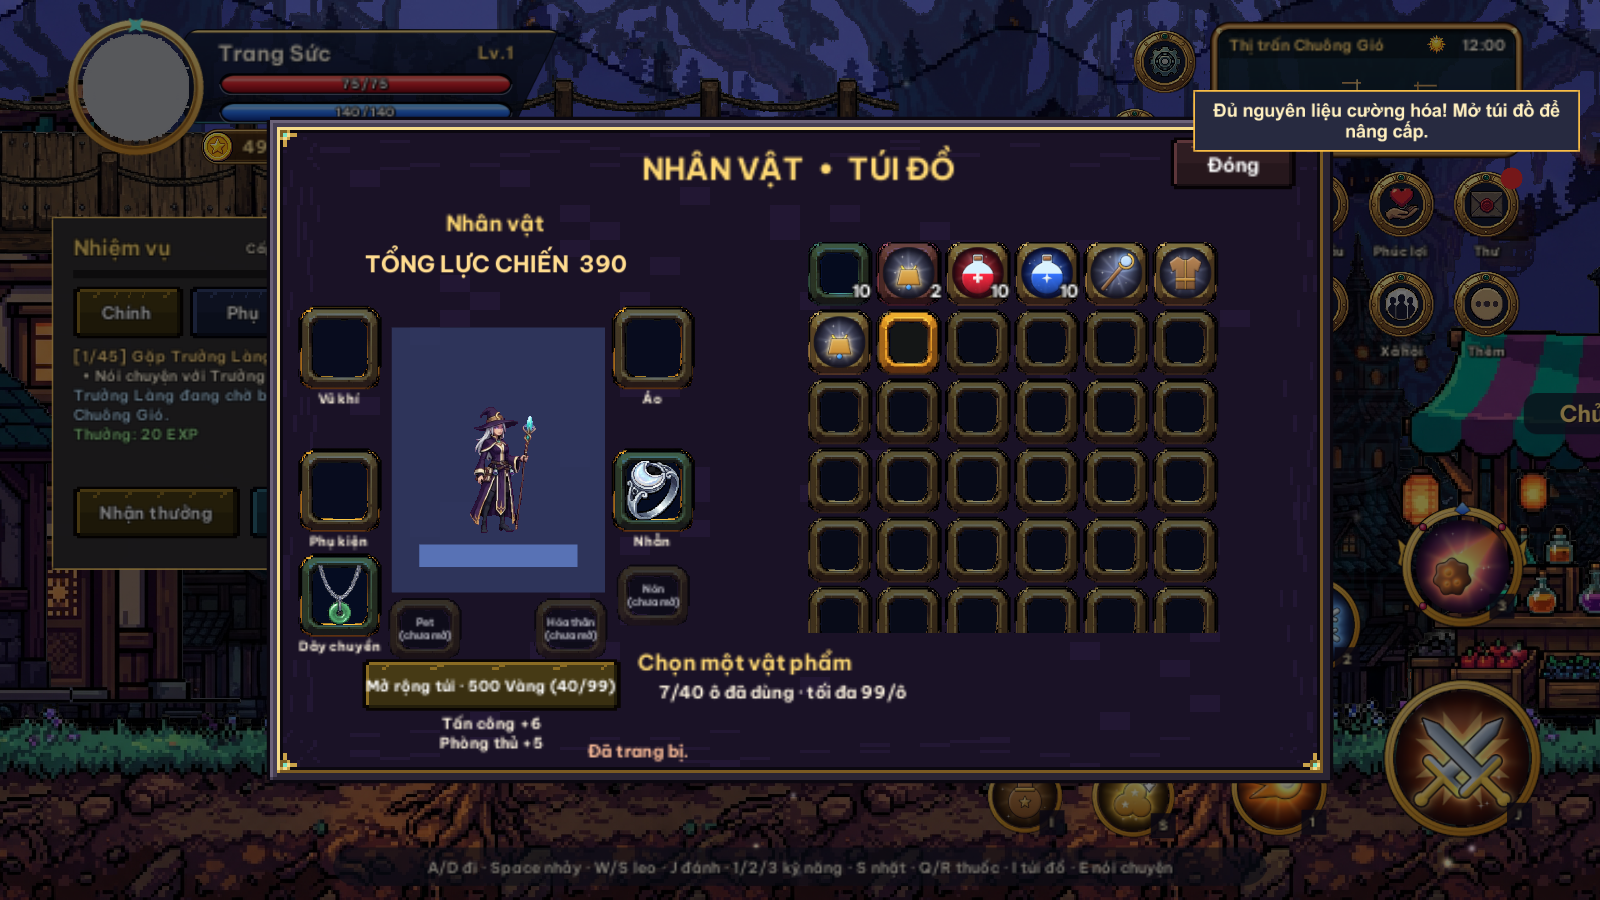 Trang Sức
Lv.1
75/75
140/140
49
Thị trấn Chuông Gió
12:00
Đủ nguyên liệu cường hóa! Mở túi đồ để
nâng cấp.
NHÂN VẬT • TÚI ĐỒ
Đóng
Nhân vật
TỔNG LỰC CHIẾN 390
Nhiệm vụ
Chính
Phụ
[1/45] Gặp Trưởng Làng
• Nói chuyện với Trưởng
Trưởng Làng đang chờ b
Chuông Gió.
Thưởng: 20 EXP
Nhận thưởng
Vũ khí
Áo
Phụ kiện
Nhẫn
Dây chuyền
Pet
(chưa mở)
Hóa thân
(chưa mở)
Nón
(chưa mở)
10
2
10
10
Phúc lợi
Thư
Xã hội
Thêm
Chủ
Mở rộng túi · 500 Vàng (40/99)
Chọn một vật phẩm
7/40 ô đã dùng · tối đa 99/ô
Tấn công +6
Phòng thủ +5
Đã trang bị.
3
2
I
S
1
J
A/D đi · Space nhảy · W/S leo · J đánh · 1/2/3 kỹ năng · S nhặt · Q/R thuốc · I túi đồ · E nói chuyện